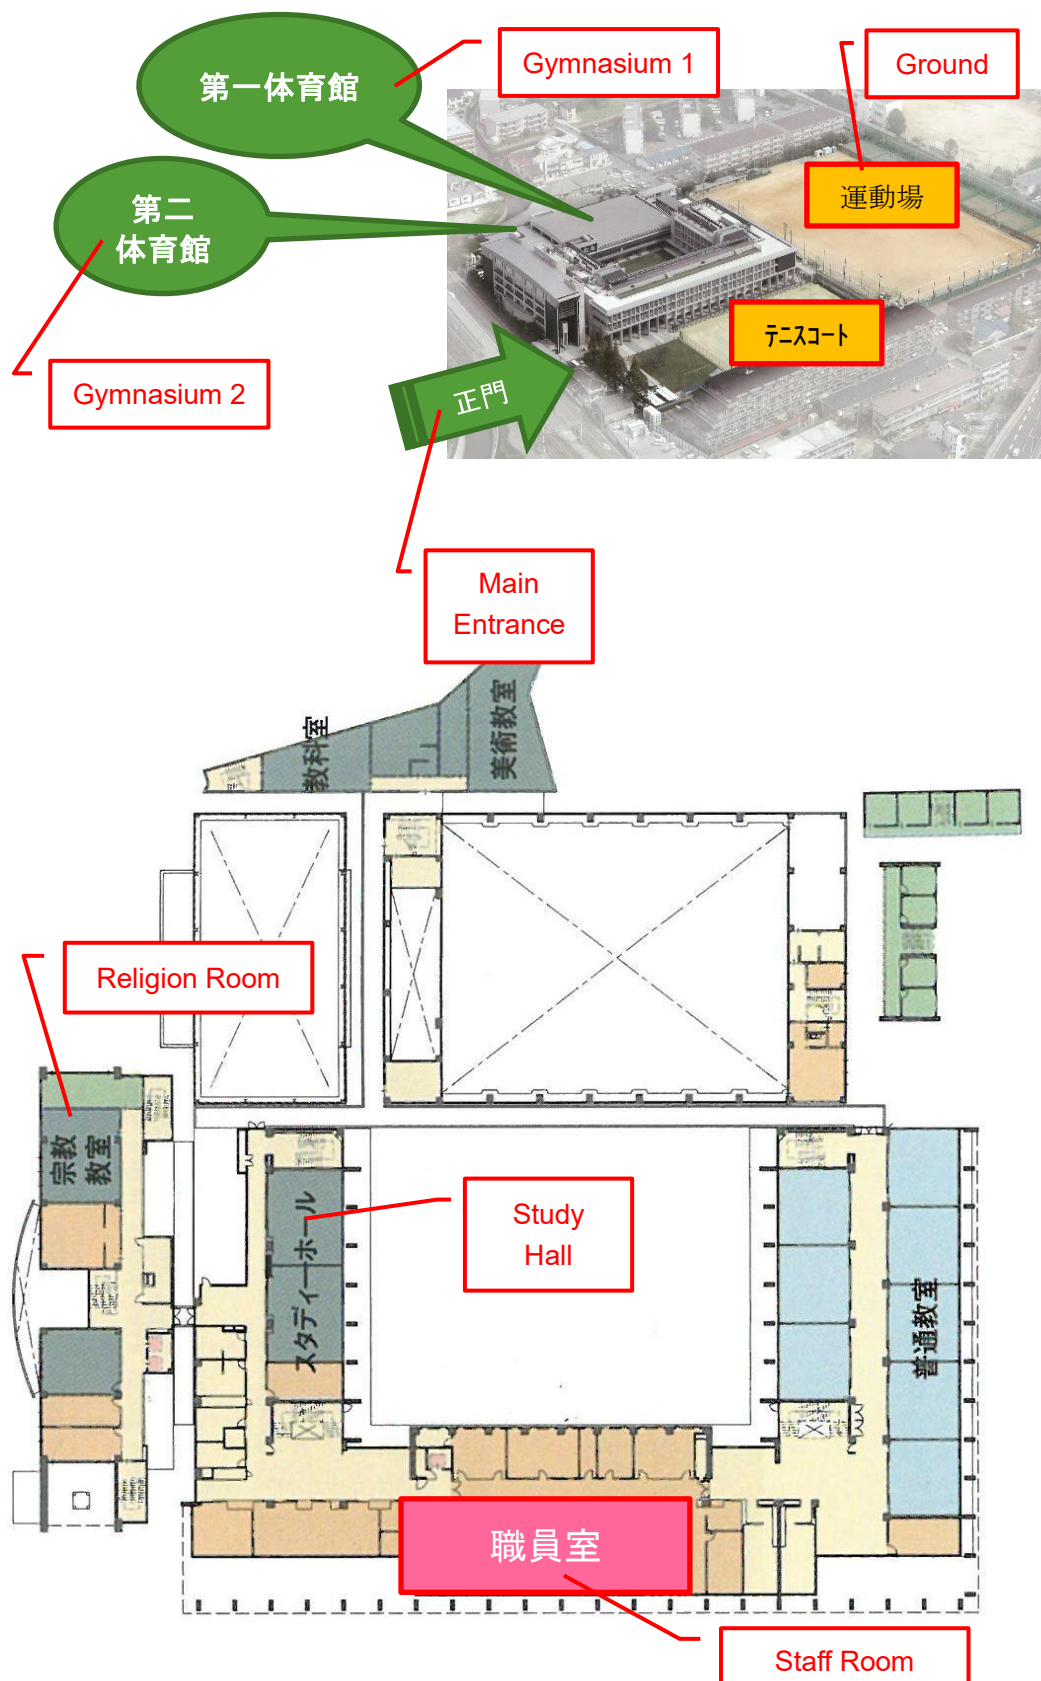 第一体育館
Gymnasium 1
Ground
第二
体育館
運動場
テニスコート
Gymnasium 2
正門
Main
Entrance
教科室
美術教室
Religion Room
宗教
教室
スタディーホール
Study
Hall
普通教室
職員室
Staff Room